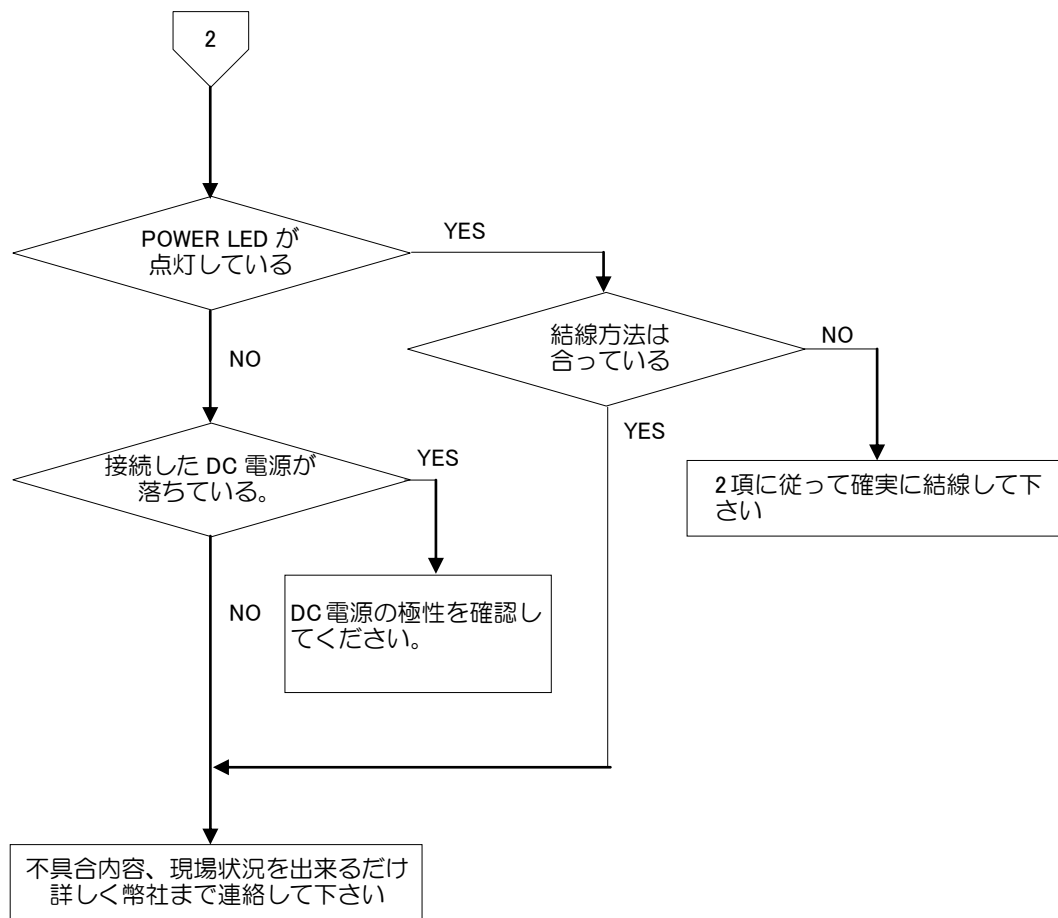 2
POWER LED が
点灯している
YES
NO
結線方法は
合っている
NO
YES
接続した DC 電源が
落ちている。
YES
2 項に従って確実に結線して下
さい
NO
DC 電源の極性を確認し
てください。
不具合内容、現場状況を出来るだけ
詳しく幣社まで連絡して下さい